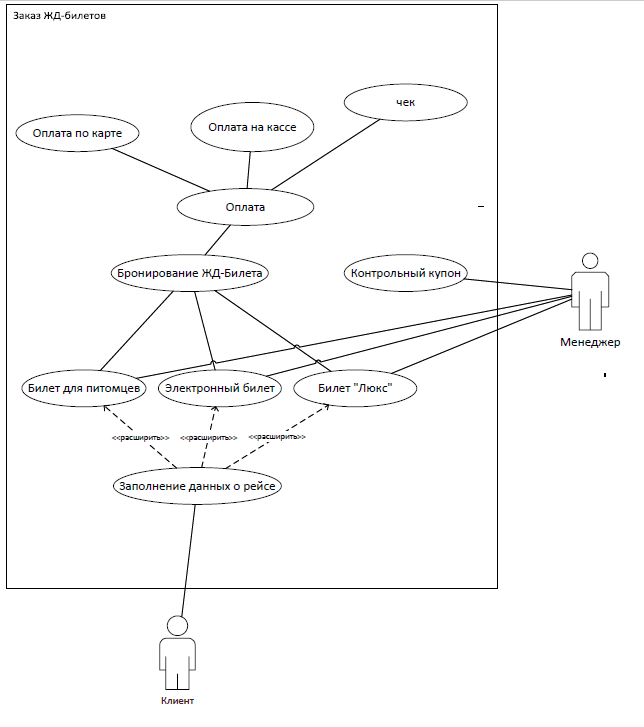 Заказ ЖД-билетов
чек
Оплата на кассе
Оплата по карте
Оплата
Бронирование ЖД-Билета
Контрольный купон
Менеджер
Билет для питомцев
Электронный билет
Билет "Люкс"
<<расширить>>
<<расширить>>
<<расширить>>
Заполнение данных о рейсе
Клиент